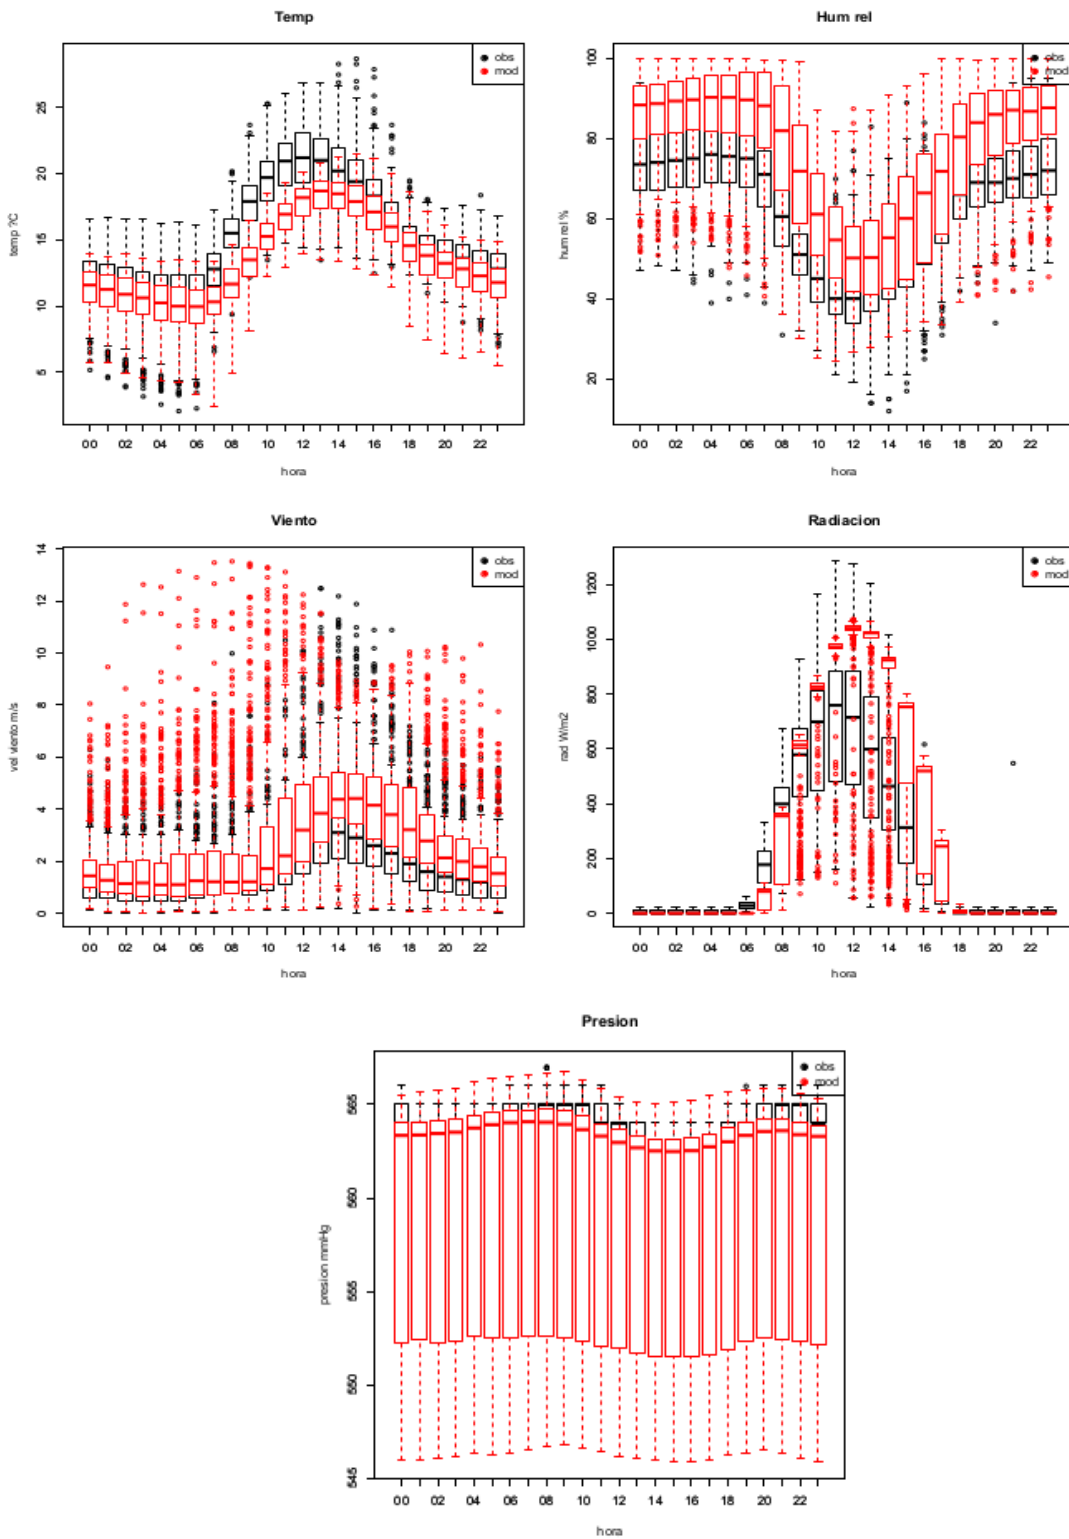 Temp
obs
mod
25
20
15
10
5
temp ?C
00 02 04 06 08 10 12 14 16 18 20 22
hora
Hum rel
obs
mod
100
80
60
40
20
hum rel %
00 02 04 06 08 10 12 14 16 18 20 22
hora
Viento
obs
mod
14
12
10
8
6
4
2
0
vel viento m/s
00 02 04 06 08 10 12 14 16 18 20 22
hora
Radiacion
obs
mod
1200
1000
800
600
400
200
0
rad W/m2
00 02 04 06 08 10 12 14 16 18 20 22
hora
Presion
obs
mod
565
560
555
550
545
presion mmHg
00 02 04 06 08 10 12 14 16 18 20 22
hora